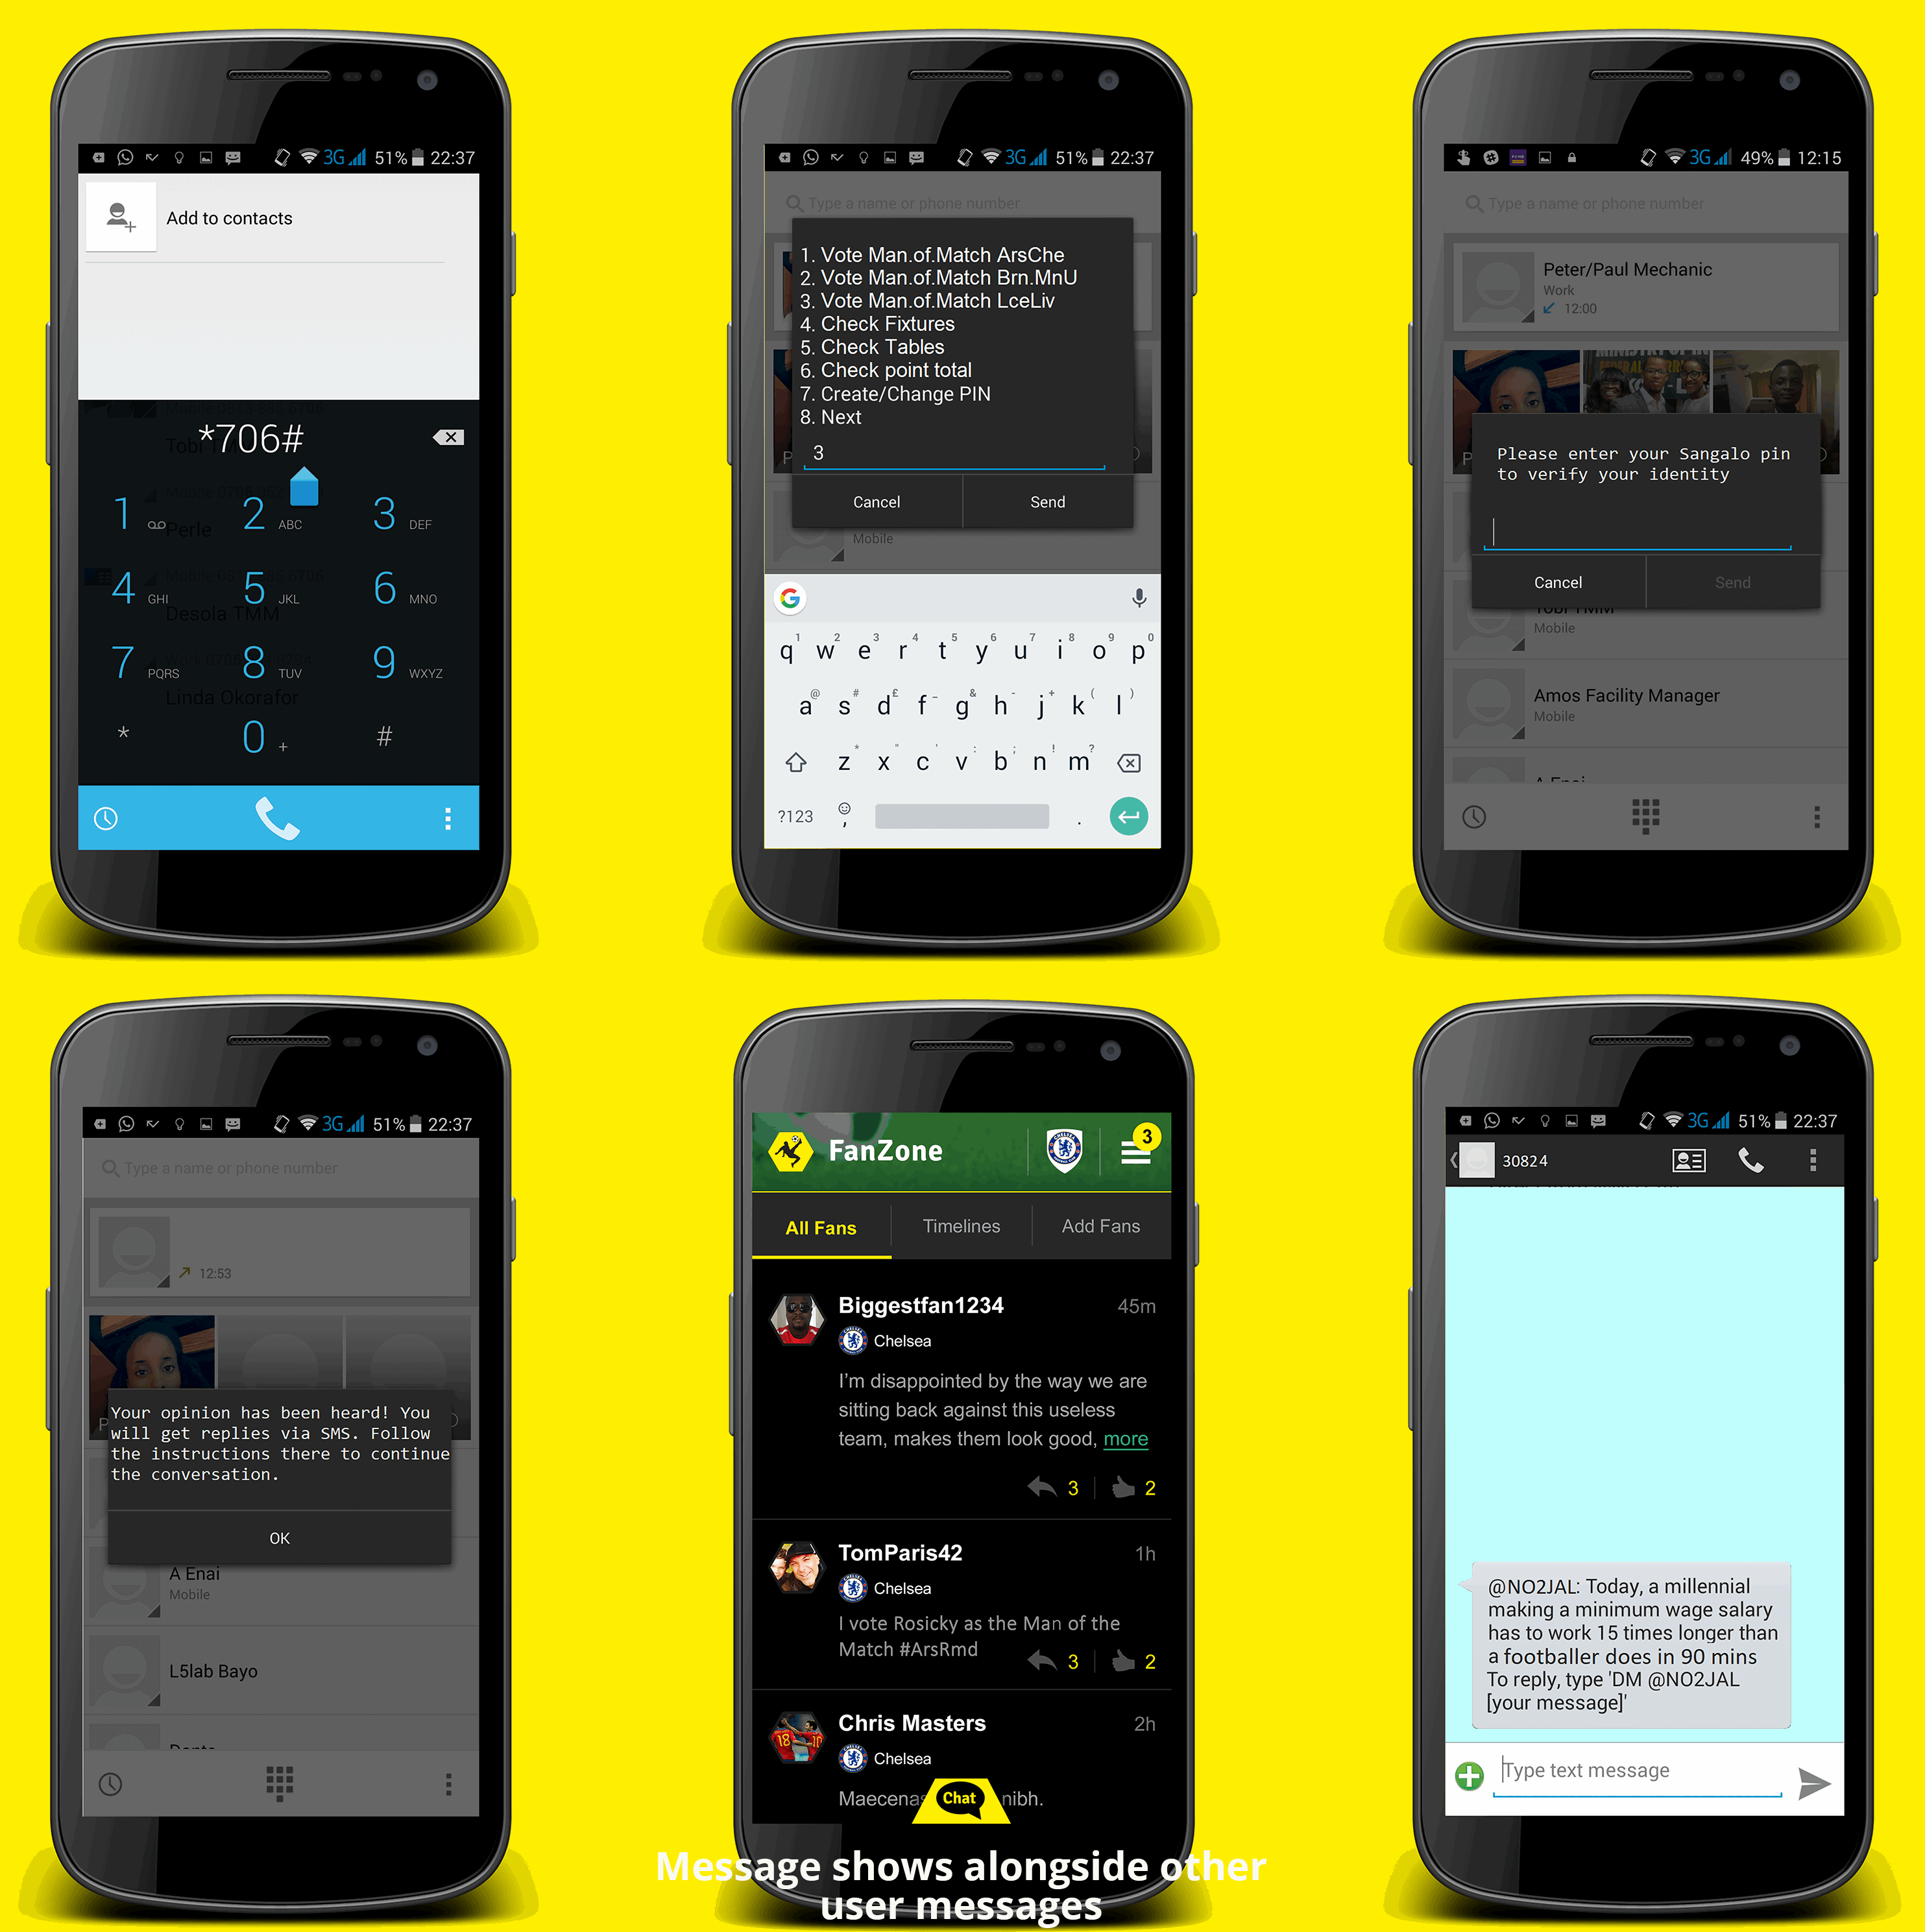 51% 22:37
Add to contacts
*706#
1 2 ABC 3 DEF
Perle
4 GHI 5 JKL 6 MNO
Desola TMM
7 PQRS 8 TUV 9 WXYZ
Linda Okorafor
* 0 + #
3G 51% 22:37
Type a name or phone number
1. Vote Man.of.Match ArsChe
2. Vote Man.of.Match Brn.MnU
3. Vote Man.of.Match LceLiv
4. Check Fixtures
5. Check Tables
6. Check point total
7. Create/Change PIN
8. Next
3
Cancel Send
Mobile
q w e r t y u i o p
a s d f g h j k l
z x c v b n m
?123 , .
3G 49% 12:15
Type a name or phone number
Peter/Paul Mechanic
Work
12:00
Please enter your Sangalo pin
to verify your identity
Cancel Send
Tobi TMM
Mobile
Amos Facility Manager
Mobile
A Enai
3G 51% 22:37
Type a name or phone number
12:53
Your opinion has been heard! You
will get replies via SMS. Follow
the instructions there to continue
the conversation.
OK
A Enai
Mobile
L5lab Bayo
FanZone 3
All Fans Timelines Add Fans
Biggestfan1234 45m
Chelsea
I'm disappointed by the way we are
sitting back against this useless
team, makes them look good, more
3 2
TomParis42 1h
Chelsea
I vote Rosicky as the Man of the
Match #ArsRmd
3 2
Chris Masters 2h
Chelsea
Maecenas nibh.
Chat
Message shows alongside other
user messages
3G 51% 22:37
30824
@NO2JAL: Today, a millennial
making a minimum wage salary
has to work 15 times longer than
a footballer does in 90 mins
To reply, type 'DM @NO2JAL
[your message]'
Type text message